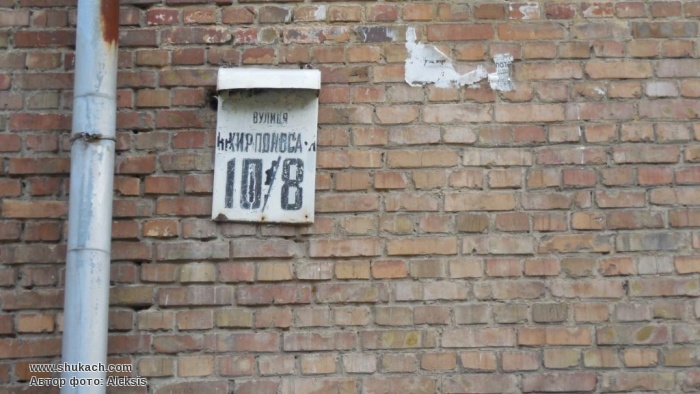 ВУЛИЦЯ
КИРПОНОСА
10/8
www.shukach.com
Автор фото: Aleksis